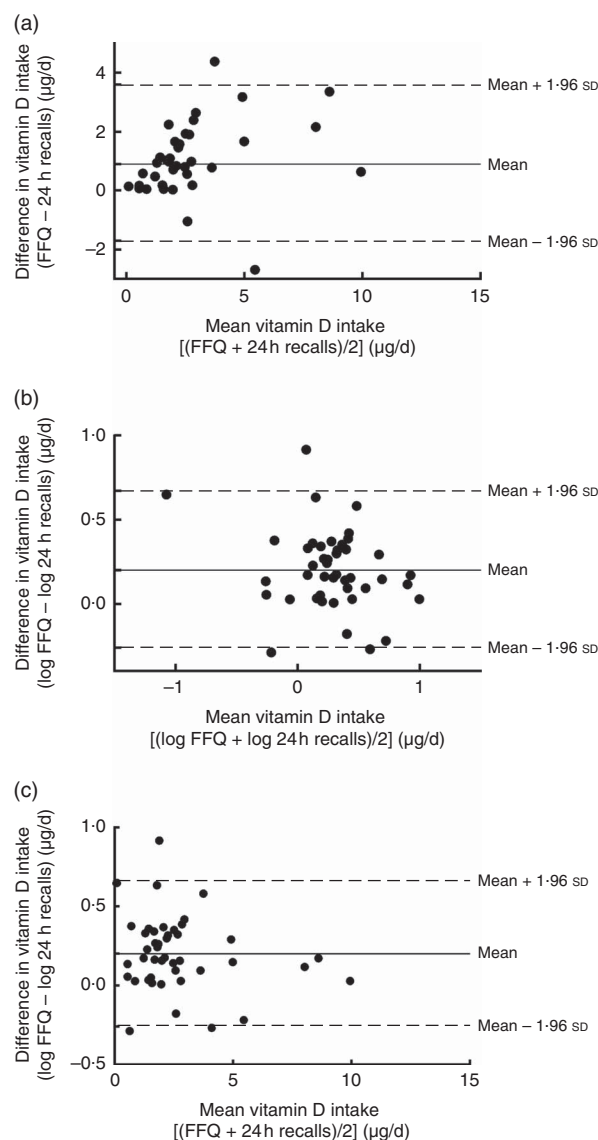 (a)
Difference in vitamin D intake
(FFQ – 24 h recalls) (µg/d)
4
2
0
–2
Mean + 1·96 SD
Mean
Mean – 1·96 SD
0
5
10
15
Mean vitamin D intake
[(FFQ + 24h recalls)/2] (µg/d)
(b)
Difference in vitamin D intake
(log FFQ – log 24 h recalls) (µg/d)
1·0
0·5
0·0
Mean + 1·96 SD
Mean
Mean – 1·96 SD
–1
0
1
Mean vitamin D intake
[(log FFQ + log 24h recalls)/2] (µg/d)
(c)
Difference in vitamin D intake
(log FFQ – log 24 h recalls) (µg/d)
1·0
0·5
0·0
–0·5
Mean + 1·96 SD
Mean
Mean – 1·96 SD
0
5
10
15
Mean vitamin D intake
[(FFQ + 24h recalls)/2] (µg/d)